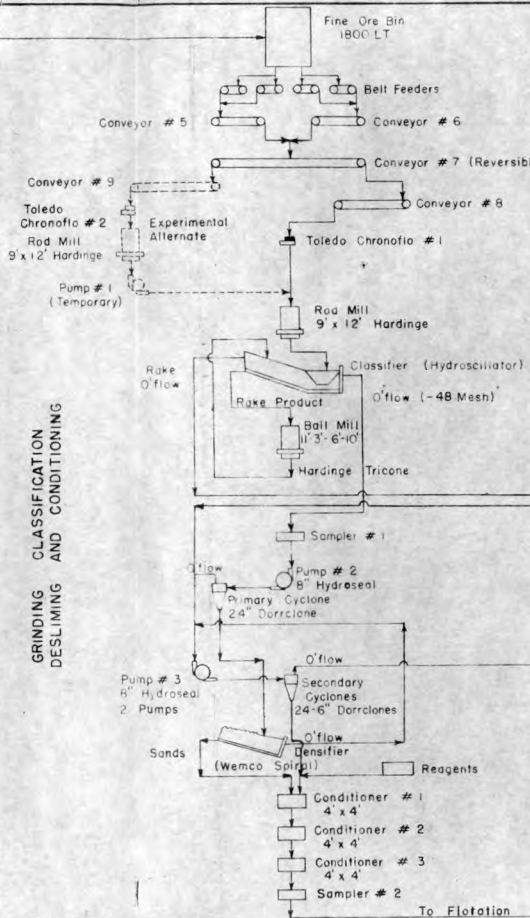 Fine Ore Bin
1800 LT
Belt Feeders
Conveyor # 5
Conveyor # 6
Conveyor # 7 (Reversibl
Conveyor # 9
Conveyor # 8
Toledo
Chronoflo # 2
Experimental
Alternate
Toledo Chronoflo # 1
Rod Mill
9' x 12' Hardinge
Pump # 1
(Temporary)
Rod Mill
9' x 12' Hardinge
Rake
O'flow
Classifier (Hydroscillator)
O'flow (-48 Mesh)
Rake Product
Ball Mill
11' 3"- 6'-10"
Hardinge Tricone
GRINDING CLASSIFICATION
DESLIMING AND CONDITIONING
Sampler # 1
O'flow
Pump # 2
8" Hydroseal
Primary Cyclone
24" Dorrclone
O'flow
Pump # 3
8" Hydroseal
2 Pumps
Secondary
Cyclones
24-6" Dorrclones
O'flow
Sands
Densifier
(Wemco Spiral)
Reagents
Conditioner # 1
4' x 4'
Conditioner # 2
4' x 4'
Conditioner # 3
4' x 4'
Sampler # 2
To Flotation